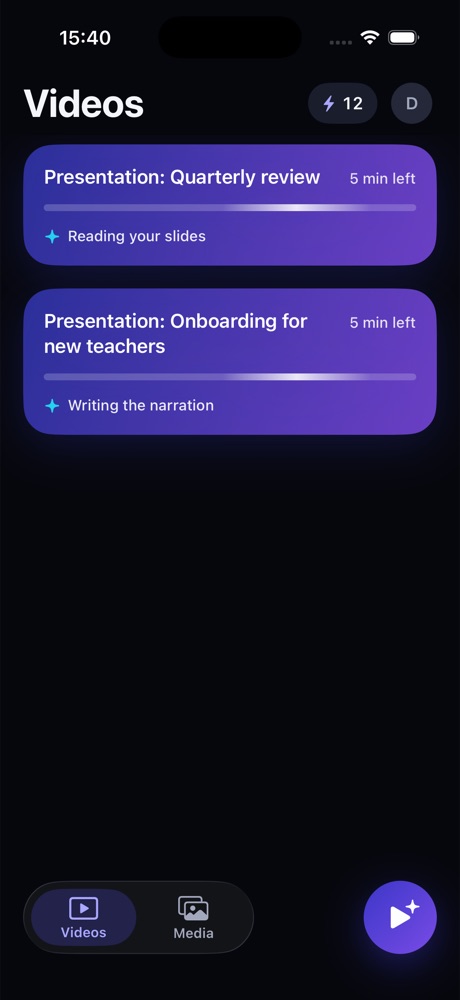 15:40
Videos
12
D
Presentation: Quarterly review
5 min left
Reading your slides
Presentation: Onboarding for
new teachers
5 min left
Writing the narration
Videos
Media